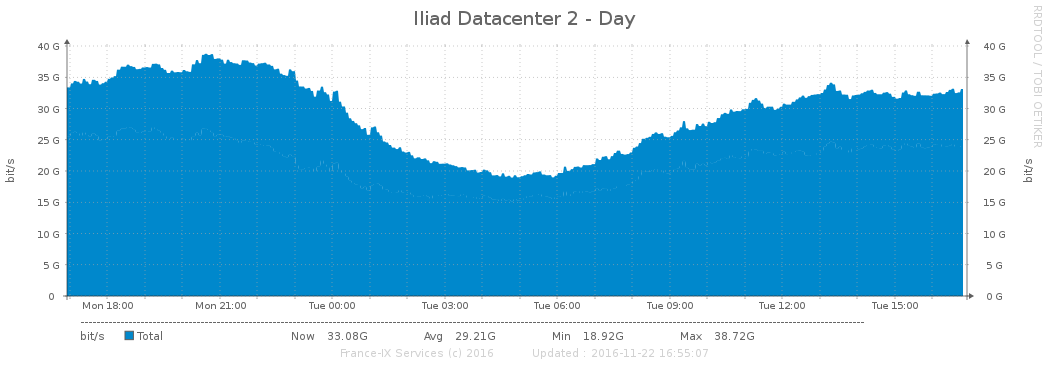 Iliad Datacenter 2 - Day
RRDTOOL / TOBI OETIKER
40 G 40 G
35 G 35 G
30 G 30 G
25 G 25 G
20 G 20 G
15 G 15 G
10 G 10 G
5 G 5 G
0 0 G
bit/s bit/s
Mon 18:00 Mon 21:00 Tue 00:00 Tue 03:00 Tue 06:00 Tue 09:00 Tue 12:00 Tue 15:00
bit/s Total Now 33.08G Avg 29.21G Min 18.92G Max 38.72G
France-IX Services (c) 2016 Updated : 2016-11-22 16:55:07